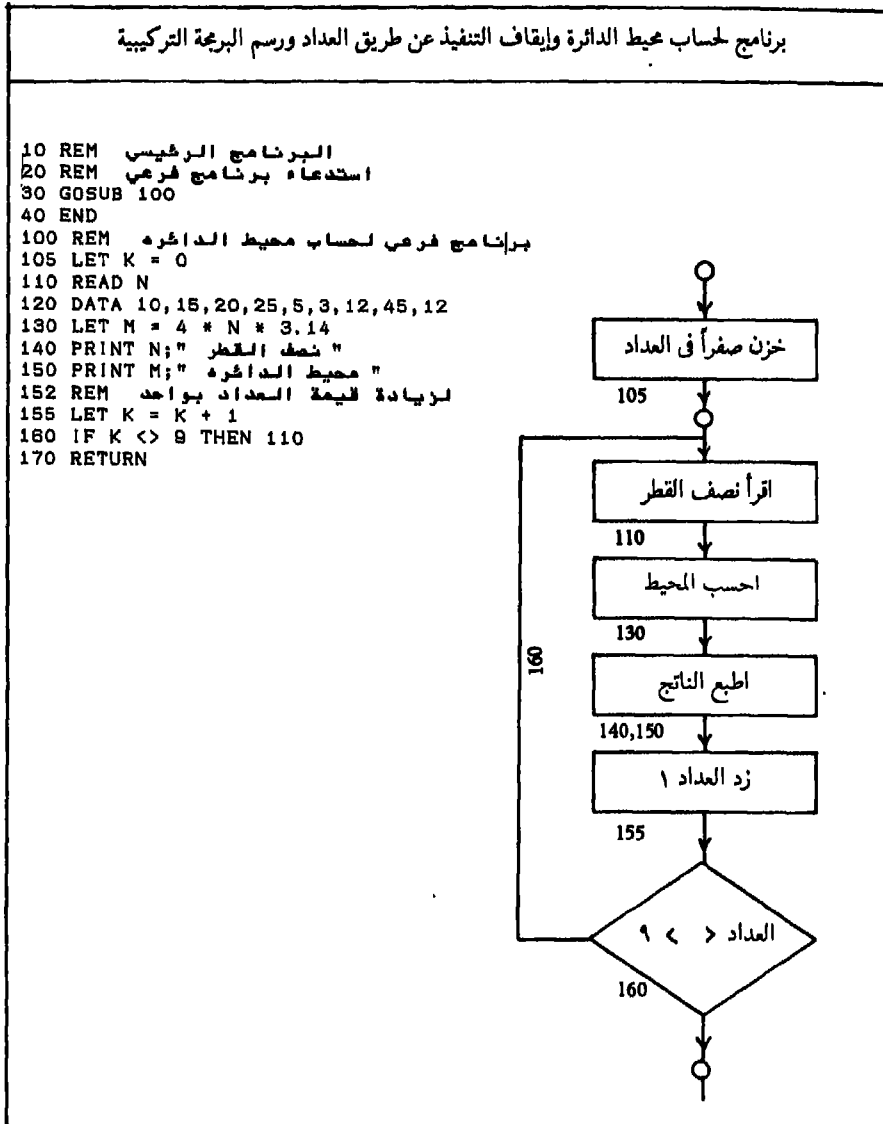 برنامج لحساب محيط الدائرة وإيقاف التنفيذ عن طريق العداد ورسم البرمجة التركيبية
10 REM البرنامج الرئيسي
20 REM استدعاء برنامج فرعي
30 GOSUB 100
40 END
100 REM برنامج فرعي لحساب محيط الدائره
105 LET K = 0
110 READ N
120 DATA 10,15,20,25,5,3,12,45,12
130 LET M = 4 * N * 3.14
140 PRINT N;" نصف القطر "
150 PRINT M;" محيط الدائره "
152 REM لزيادة قيمة العداد بواحد
155 LET K = K + 1
160 IF K <> 9 THEN 110
170 RETURN
خزن صفراً في العداد
105
اقرأ نصف القطر
110
احسب المحيط
130
160
اطبع الناتج
140,150
زد العداد ١
155
العداد < > ٩
160